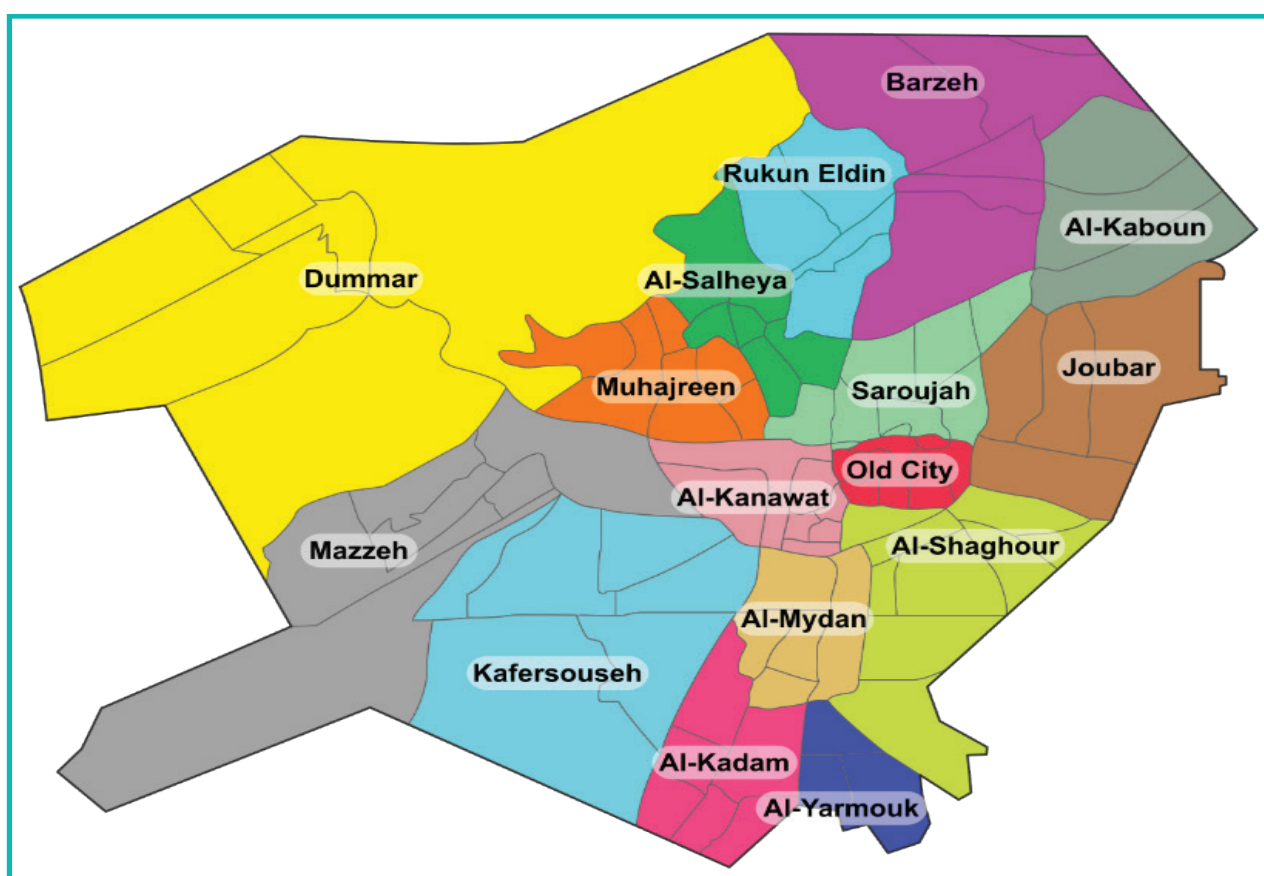 Barzeh
Rukun Eldin
Al-Kaboun
Dummar
Al-Salheya
Joubar
Muhajreen
Saroujah
Old City
Al-Kanawat
Mazzeh
Al-Shaghour
Al-Mydan
Kafersouseh
Al-Kadam
Al-Yarmouk